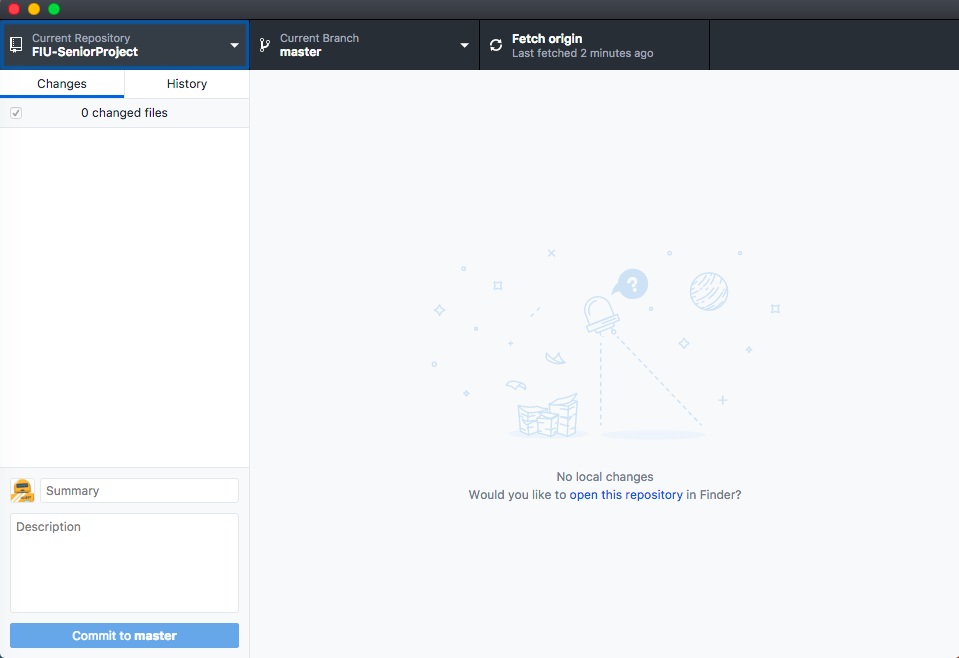 Current Repository
FIU-SeniorProject
Current Branch
master
Fetch origin
Last fetched 2 minutes ago
Changes
History
0 changed files
?
No local changes
Would you like to open this repository in Finder?
Summary
Description
Commit to master